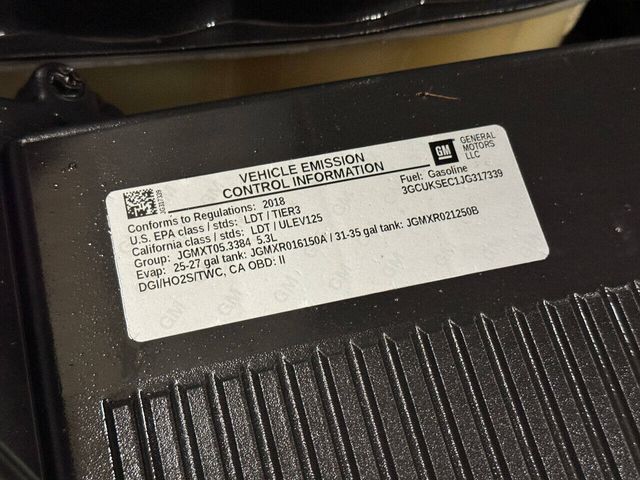 VEHICLE EMISSION
CONTROL INFORMATION
GM
GENERAL
MOTORS
LLC
JG317339
Conforms to Regulations: 2018
Fuel: Gasoline
U.S. EPA class / stds: LDT / TIER3
3GCUKSEC1JG317339
California class / stds: LDT / ULEV125
Group: JGMXT05.3384 5.3L
Evap: 25-27 gal tank: JGMXR016150A / 31-35 gal tank: JGMXR021250B
DGI/HO2S/TWC, CA OBD: II